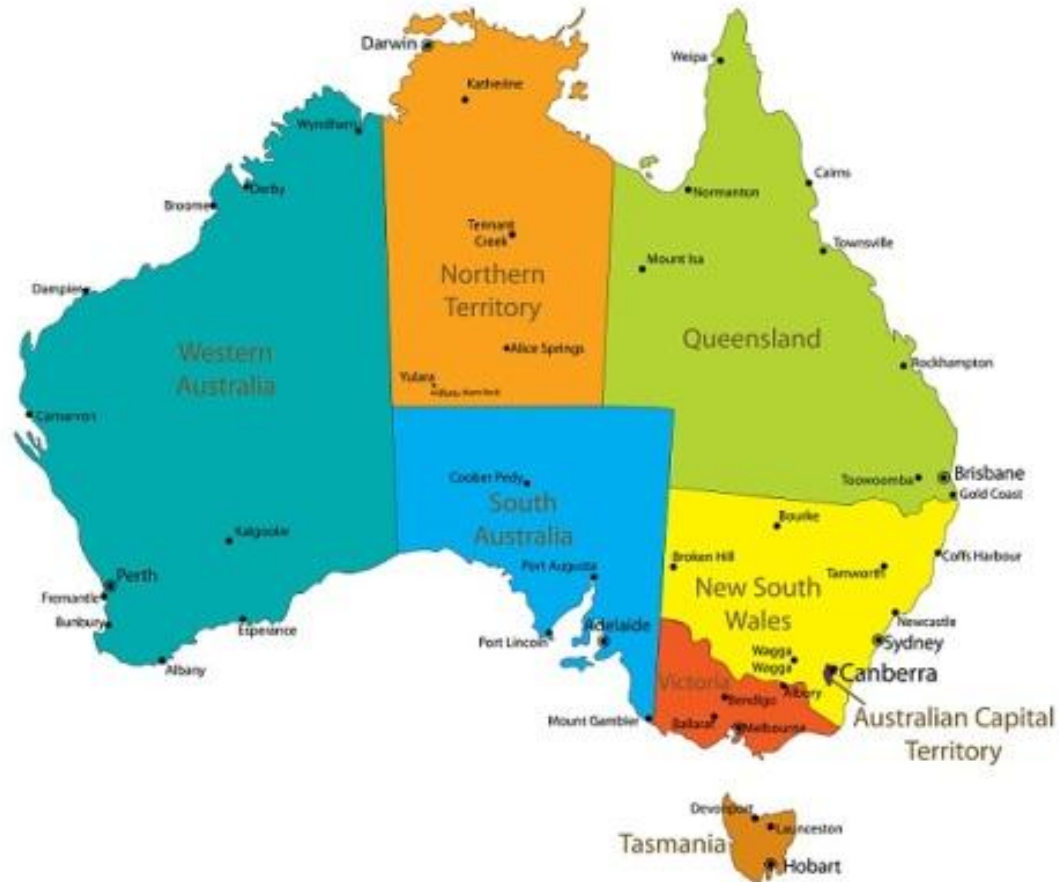 Darwin
Weipa
Katherine
Wyndham
Derby
Broome
Normanton
Cairns
Tennant
Creek
Mount Isa
Townsville
Northern
Territory
Dampier
Western
Australia
Queensland
Alice Springs
Rockhampton
Yulara
Carnarvon
Coober Pedy
Toowoomba
Brisbane
Gold Coast
South
Australia
Bourke
Kalgoolie
Broken Hill
Coffs Harbour
Port Augusta
Tamworth
Perth
New South
Wales
Fremantle
Newcastle
Bunbury
Esperance
Port Lincoln
Adelaide
Sydney
Albany
Wagga
Wagga
Canberra
Victoria
Albury
Bendigo
Mount Gambler
Ballarat
Melbourne
Australian Capital
Territory
Devonport
Launceston
Tasmania
Hobart